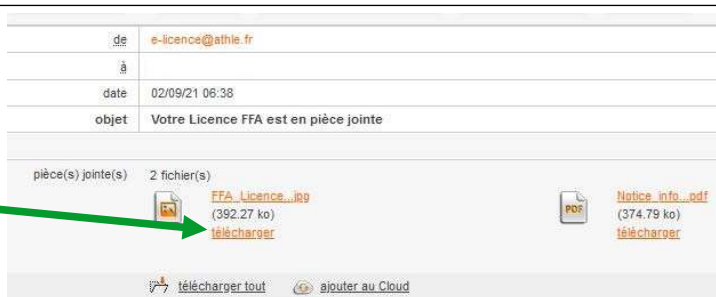 de e-licence@athle.fr
à
date 02/09/21 06:38
objet Votre Licence FFA est en pièce jointe
pièce(s) jointe(s) 2 fichier(s)
FFA_Licence...jpg
(392.27 ko)
télécharger
PDF
Notice_info...pdf
(374.79 ko)
télécharger
télécharger tout ajouter au Cloud